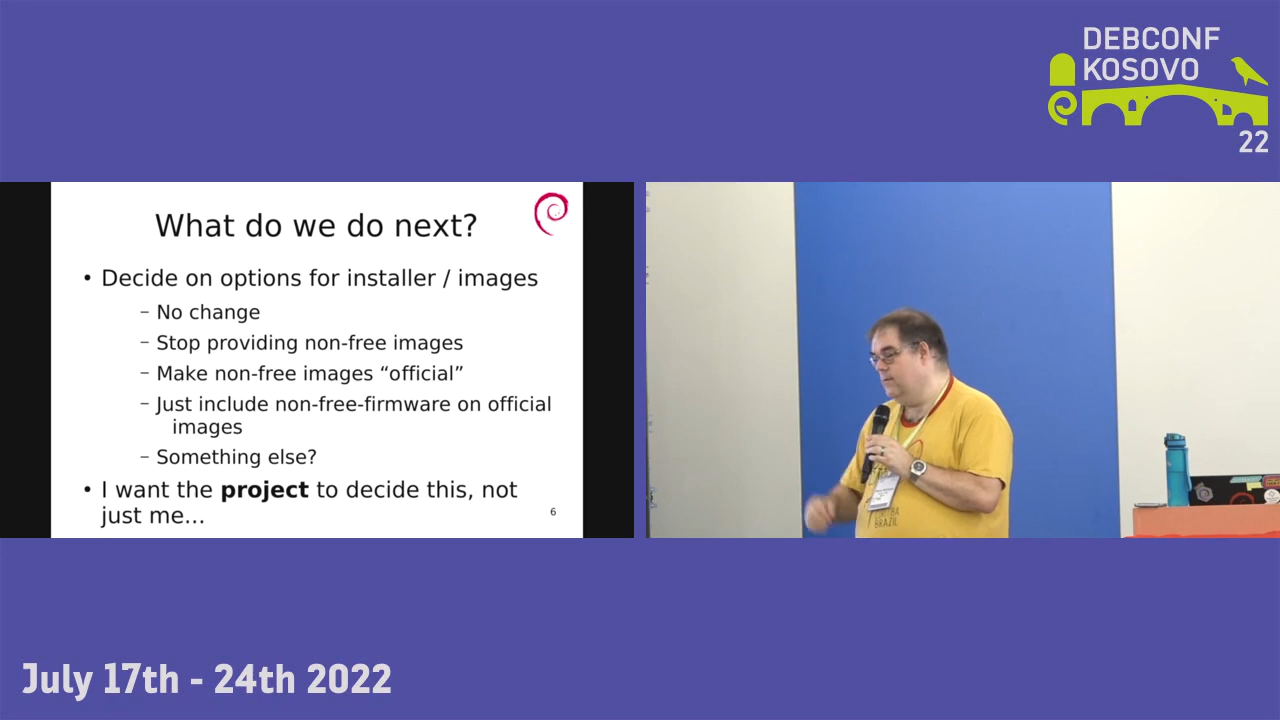 DEBCONF
KOSOVO
22
What do we do next?
• Decide on options for installer / images
– No change
– Stop providing non-free images
– Make non-free images “official”
– Just include non-free-firmware on official
images
– Something else?
• I want the project to decide this, not
just me...
6
BRAZIL
July 17th - 24th 2022